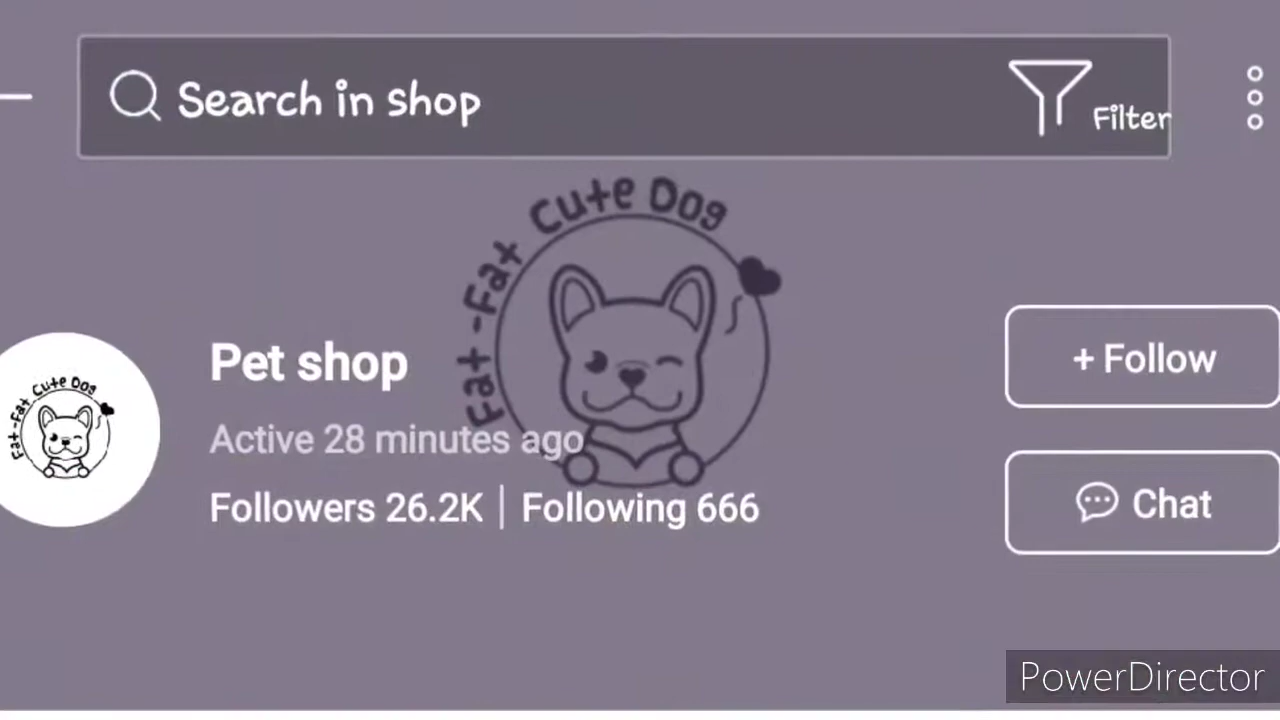 Search in shop
Filter
Fat-Fat Cute Dog
Pet shop
+ Follow
Fat-Fat Cute Dog
Active 28 minutes ago
Followers 26.2K | Following 666
Chat
PowerDirector